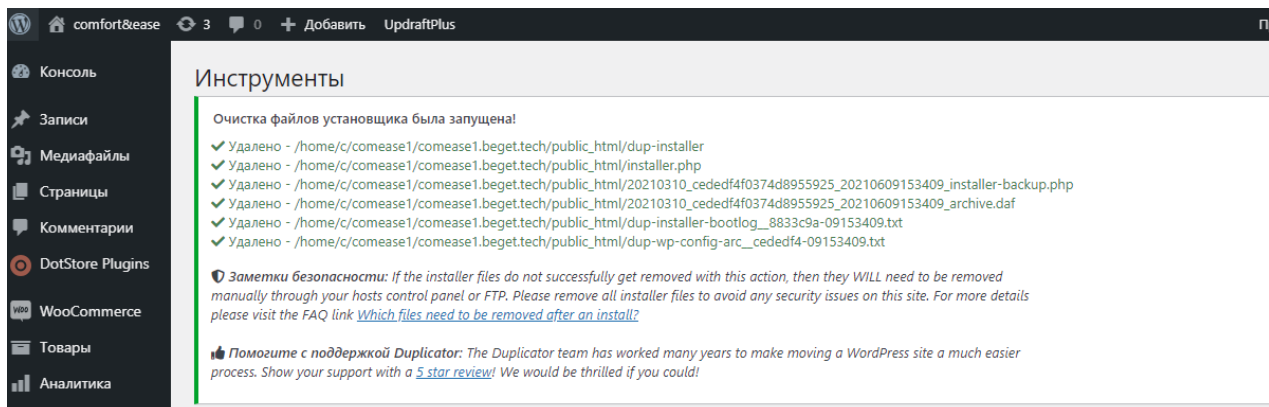 comfort&ease 3 0 + Добавить UpdraftPlus П
Консоль
Записи
Медиафайлы
Страницы
Комментарии
DotStore Plugins
WooCommerce
Товары
Аналитика
Инструменты
Очистка файлов установщика была запущена!
✔ Удалено - /home/c/comease1/comease1.beget.tech/public_html/dup-installer
✔ Удалено - /home/c/comease1/comease1.beget.tech/public_html/installer.php
✔ Удалено - /home/c/comease1/comease1.beget.tech/public_html/20210310_cededf4f0374d8955925_20210609153409_installer-backup.php
✔ Удалено - /home/c/comease1/comease1.beget.tech/public_html/20210310_cededf4f0374d8955925_20210609153409_archive.daf
✔ Удалено - /home/c/comease1/comease1.beget.tech/public_html/dup-installer-bootlog__8833c9a-09153409.txt
✔ Удалено - /home/c/comease1/comease1.beget.tech/public_html/dup-wp-config-arc__cededf4-09153409.txt
Заметки безопасности: If the installer files do not successfully get removed with this action, then they WILL need to be removed
manually through your hosts control panel or FTP. Please remove all installer files to avoid any security issues on this site. For more details
please visit the FAQ link Which files need to be removed after an install?
Помогите с поддержкой Duplicator: The Duplicator team has worked many years to make moving a WordPress site a much easier
process. Show your support with a 5 star review! We would be thrilled if you could!